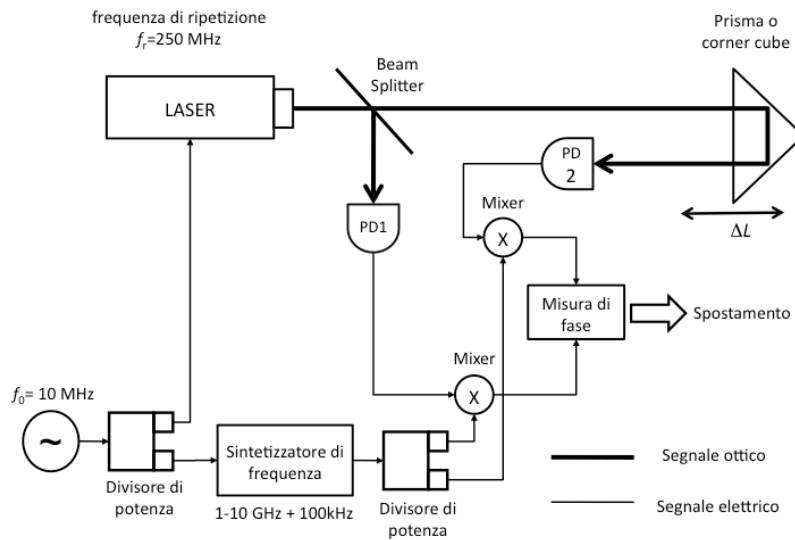 frequenza di ripetizione
fr=250 MHz
LASER
Beam
Splitter
Prisma o
corner cube
PD
2
PD1
Mixer
X
ΔL
Misura di
fase
Spostamento
Mixer
X
f0= 10 MHz
~
Divisore di
potenza
Sintetizzatore di
frequenza
1-10 GHz + 100kHz
Divisore di
potenza
Segnale ottico
Segnale elettrico